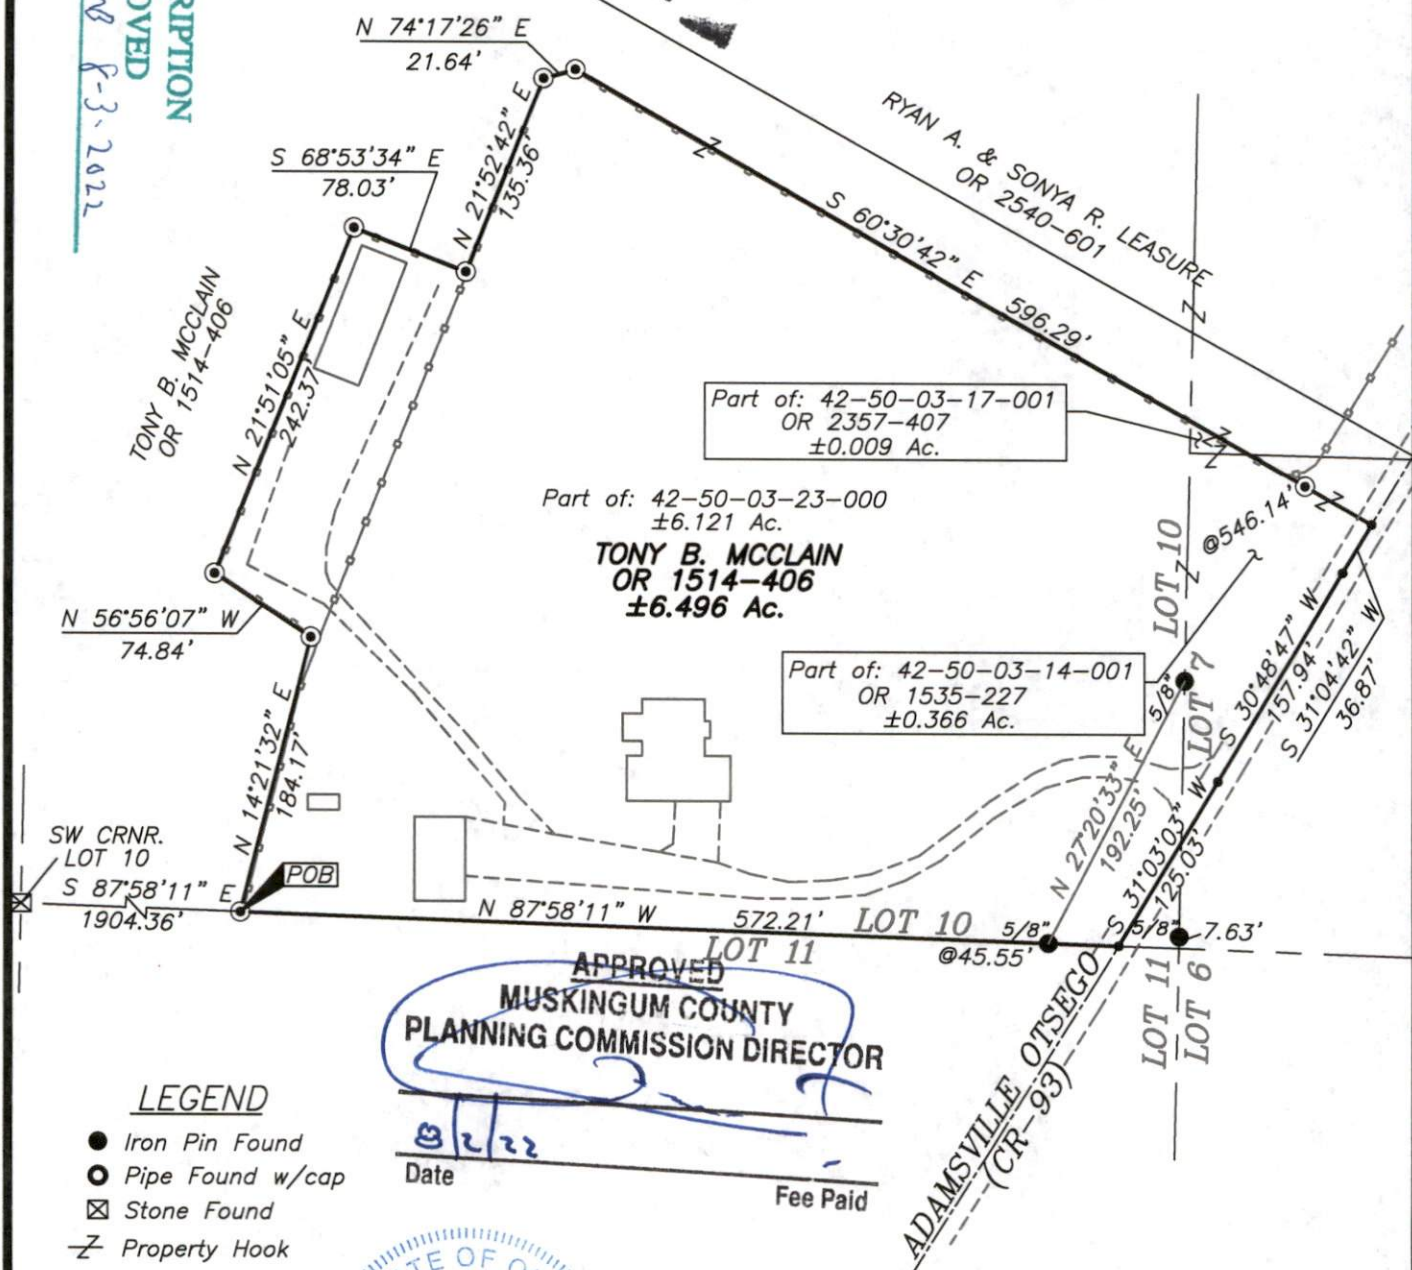 RIPTION
OVED
8-3-2022
N 74°17'26" E
21.64'
N 21°52'42" E
135.36'
S 68°53'34" E
78.03'
RYAN A. & SONYA R. LEASURE
OR 2540-601
S 60°30'42" E 596.29'
TONY B. MCCLAIN
OR 1514-406
N 21°51'05" E
242.37'
Part of: 42-50-03-17-001
OR 2357-407
±0.009 Ac.
Part of: 42-50-03-23-000
±6.121 Ac.
TONY B. MCCLAIN
OR 1514-406
±6.496 Ac.
@546.14'
LOT 10
N 56°56'07" W
74.84'
Part of: 42-50-03-14-001
OR 1535-227
±0.366 Ac.
5/8"
LOT 7
S 30°48'47" W
157.94'
S 31°04'42" W
36.87'
N 14°21'32" E
184.17'
N 27°20'33" E
192.25'
S 31°03'03" W
125.03'
SW CRNR.
LOT 10
S 87°58'11" E
1904.36'
POB
N 87°58'11" W 572.21' LOT 10 5/8" 5/8" 7.63'
LOT 11 @45.55'
LOT 11
LOT 6
APPROVED
MUSKINGUM COUNTY
PLANNING COMMISSION DIRECTOR
8/2/22
Date
Fee Paid
ADAMSVILLE OTSEGO
(CR-93)
LEGEND
Iron Pin Found
Pipe Found w/cap
Stone Found
Property Hook
TE OF O